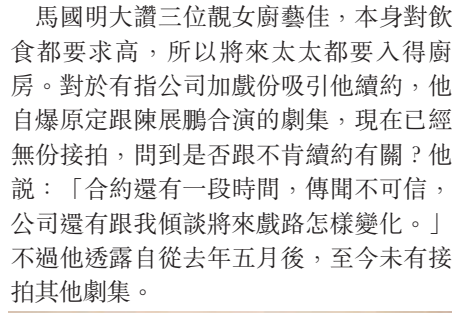 馬國明大讚三位靚女廚藝佳，本身對飲
食都要求高，所以將來太太都要入得廚
房。對於有指公司加戲份吸引他續約，他
自爆原定跟陳展鵬合演的劇集，現在已經
無份接拍，問到是否跟不肯續約有關？他
説：「合約還有一段時間，傳聞不可信，
公司還有跟我傾談將來戲路怎樣變化。」
不過他透露自從去年五月後，至今未有接
拍其他劇集。